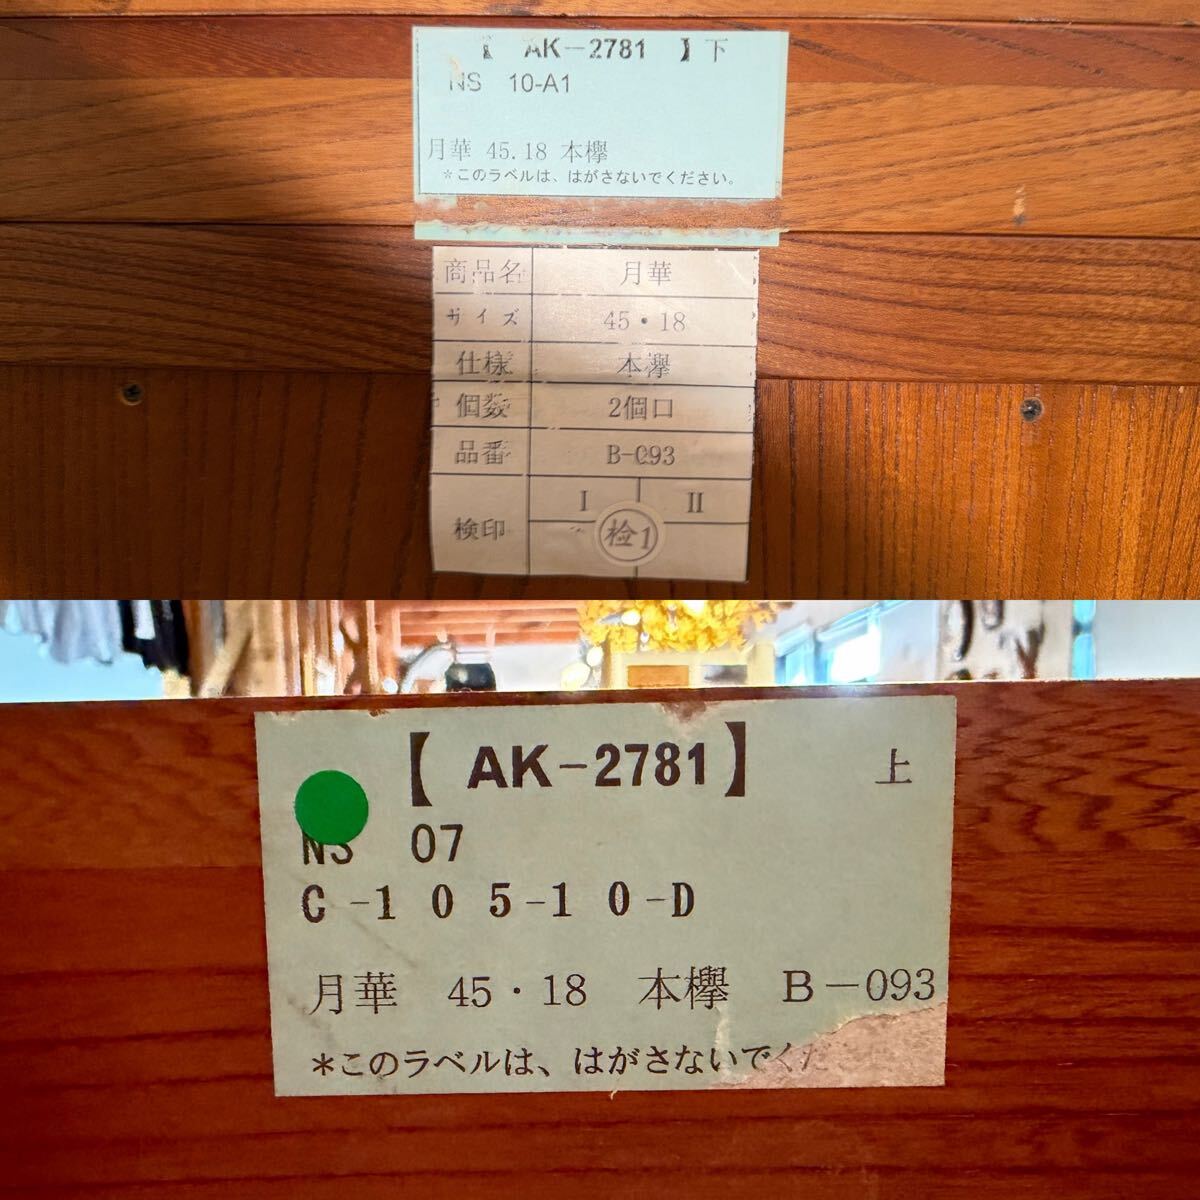 【 AK-2781 】下
NS 10-A1
月華 45.18 本欅
*このラベルは、はがさないでください。
商品名 月華
サイズ 45・18
仕様 本欅
個数 2個口
品番 B-093
検印 I II
検1
【 AK-2781】 上
NS 07
C-105-10-D
月華 45・18 本欅 B-093
*このラベルは、はがさないでくだ